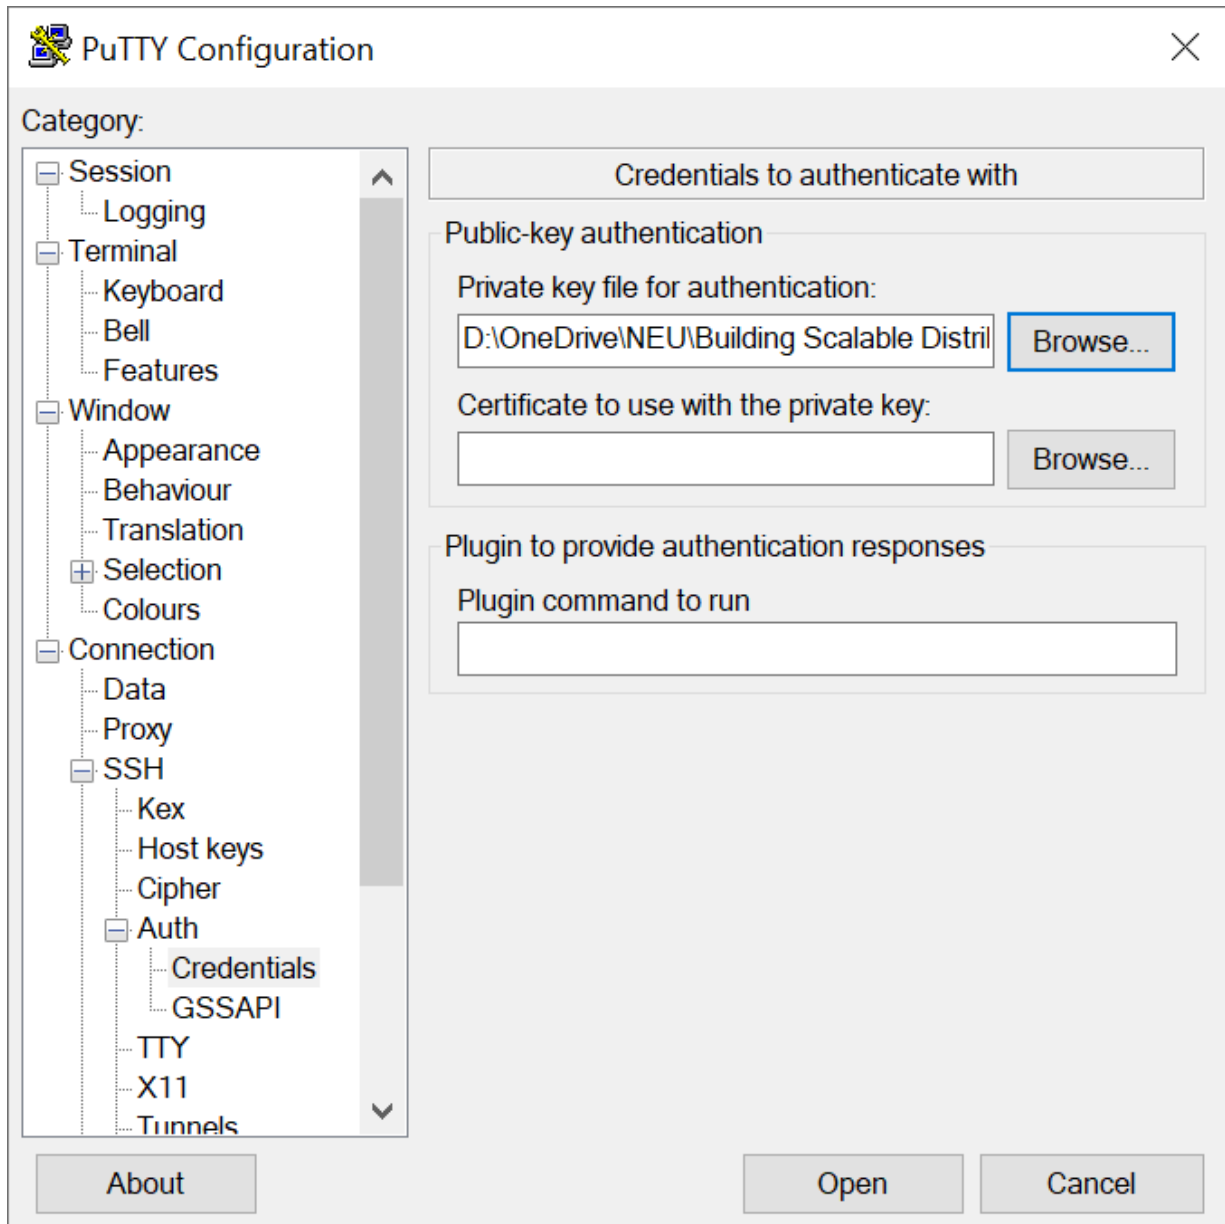 PuTTY Configuration
Category:
Session
Logging
Terminal
Keyboard
Bell
Features
Window
Appearance
Behaviour
Translation
Selection
Colours
Connection
Data
Proxy
SSH
Kex
Host keys
Cipher
Auth
Credentials
GSSAPI
TTY
X11
Tunnels
Credentials to authenticate with
Public-key authentication
Private key file for authentication:
D:\OneDrive\NEU\Building Scalable Distril
Browse...
Certificate to use with the private key:
Browse...
Plugin to provide authentication responses
Plugin command to run
About
Open
Cancel